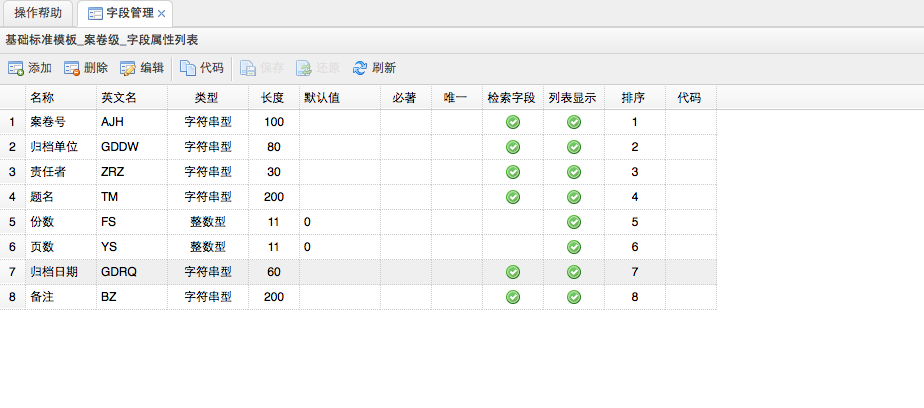 操作帮助 字段管理
基础标准模板_案卷级_字段属性列表
添加 删除 编辑 代码 保存 还原 刷新
名称 英文名 类型 长度 默认值 必著 唯一 检索字段 列表显示 排序 代码
1 案卷号 AJH 字符串型 100 1
2 归档单位 GDDW 字符串型 80 2
3 责任者 ZRZ 字符串型 30 3
4 题名 TM 字符串型 200 4
5 份数 FS 整数型 11 0 5
6 页数 YS 整数型 11 0 6
7 归档日期 GDRQ 字符串型 60 7
8 备注 BZ 字符串型 200 8